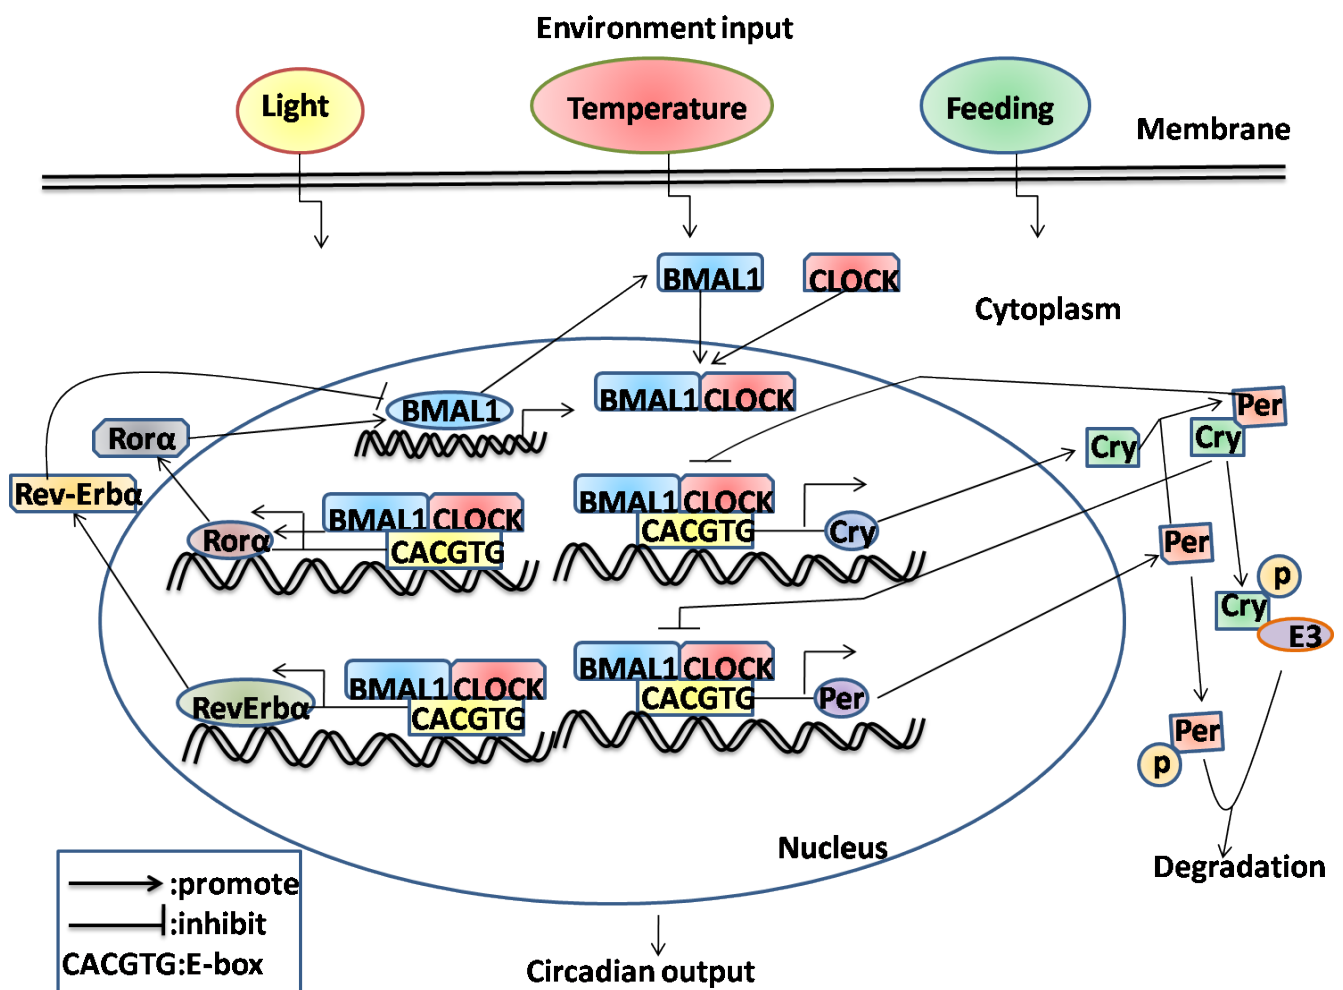 Environment input
Light
Temperature
Feeding
Membrane
BMAL1
CLOCK
Cytoplasm
BMAL1
BMAL1 CLOCK
Per
Cry
Cry
Rorα
Rev-Erbα
BMAL1 CLOCK
CACGTG
Rorα
BMAL1 CLOCK
CACGTG
Cry
Per
p
Cry
E3
BMAL1 CLOCK
CACGTG
RevErbα
BMAL1 CLOCK
CACGTG
Per
Per
p
Nucleus
Degradation
:promote
:inhibit
CACGTG:E-box
Circadian output